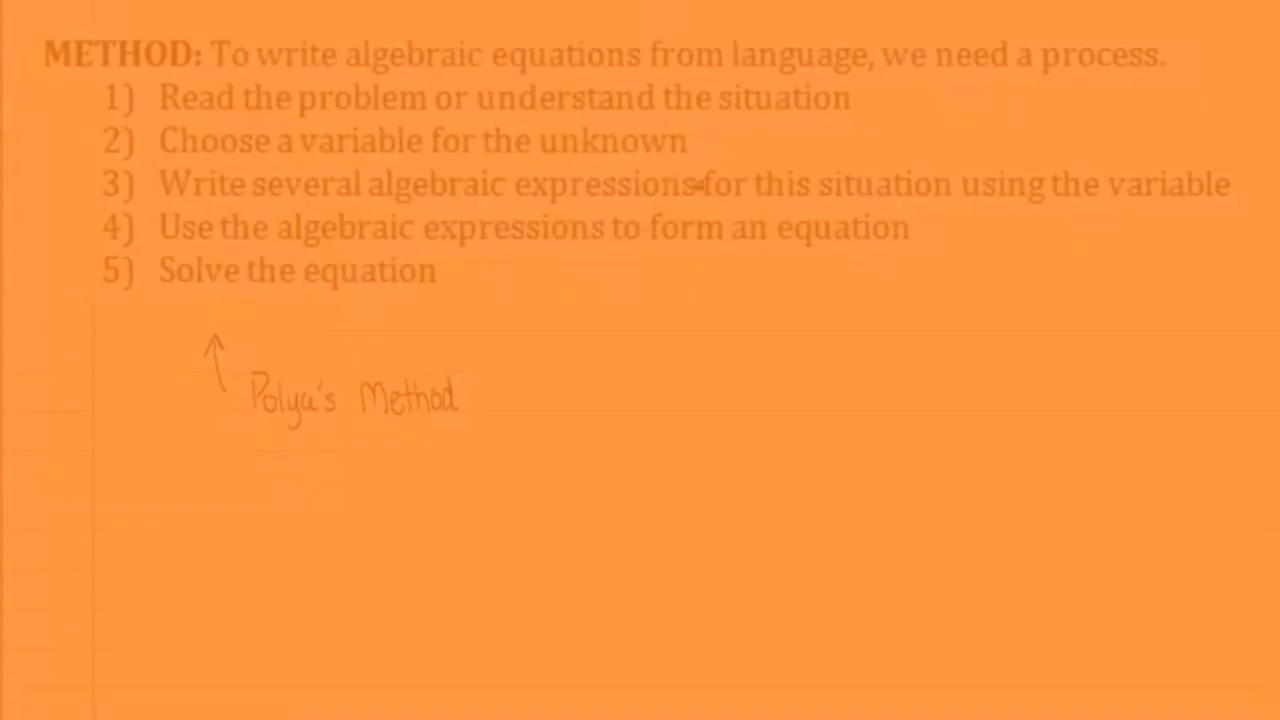 METHOD: To write algebraic equations from language, we need a process.
1) Read the problem or understand the situation
2) Choose a variable for the unknown
3) Write several algebraic expressions for this situation using the variable
4) Use the algebraic expressions to form an equation
5) Solve the equation
Polya's Method